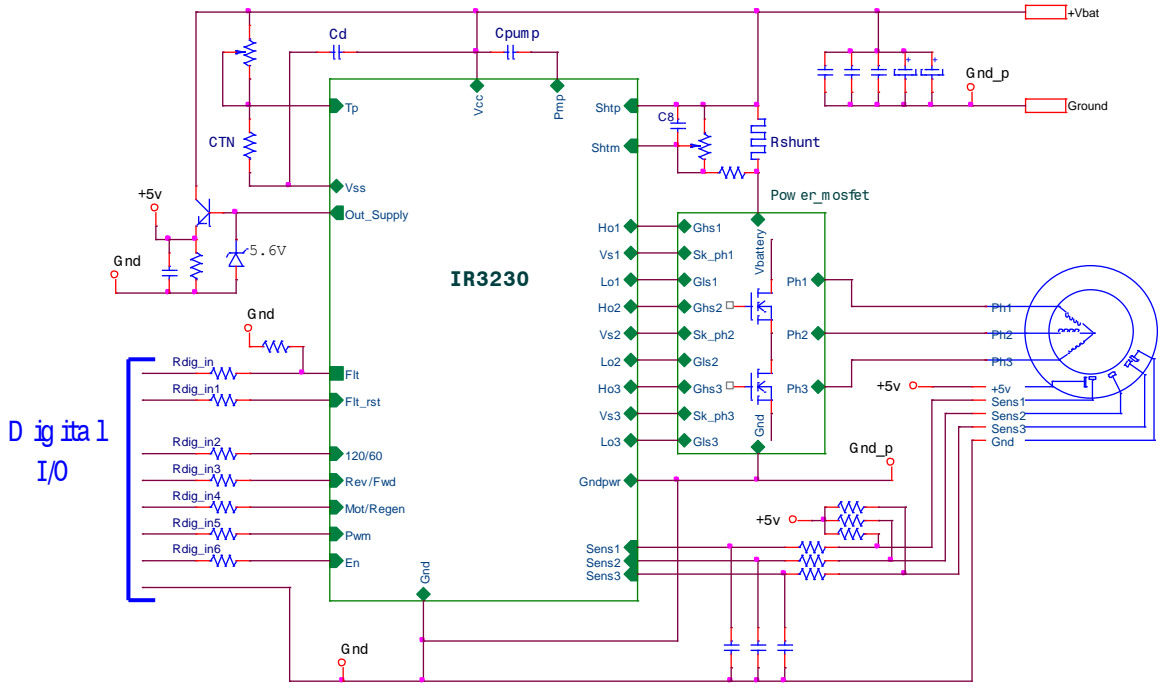 +Vbat
Cd
Cpump
Gnd_p
Ground
Vcc
Pmp
Tp
Shtp
C8
CTN
Shtm
Rshunt
Vss
Power_mosfet
+5v
Out_Supply
5.6V
Gnd
IR3230
Ho1
Vs1
Lo1
Ho2
Vs2
Lo2
Ho3
Vs3
Lo3
Gndpwr
Ghs1
Sk_ph1
Gls1
Ghs2
Sk_ph2
Gls2
Ghs3
Sk_ph3
Gls3
Vbattery
Gnd
Ph1
Ph2
Ph3
Ph1
Ph2
Ph3
+5v
+5v
Sens1
Sens2
Sens3
Gnd
Gnd_p
Gnd
Digital
I/O
Rdig_in
Rdig_in1
Rdig_in2
Rdig_in3
Rdig_in4
Rdig_in5
Rdig_in6
Flt
Flt_rst
120/60
Rev/Fwd
Mot/Regen
Pwm
En
Gnd
Sens1
Sens2
Sens3
+5v
Gnd